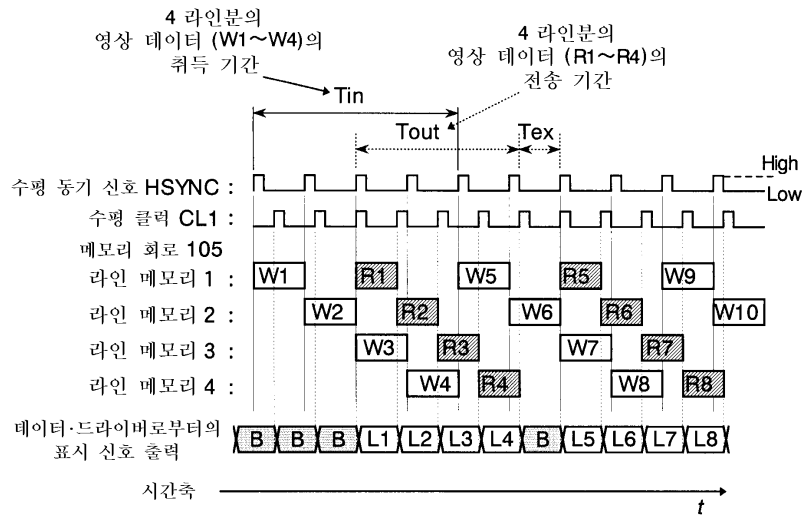 4 라인분의
영상 데이터 (W1~W4)의
취득 기간
4 라인분의
영상 데이터 (R1~R4)의
전송 기간
Tin
Tout
Tex
High
수평 동기 신호 HSYNC :
Low
수평 클럭 CL1 :
메모리 회로 105
라인 메모리 1 : W1 R1 W5 R5 W9
라인 메모리 2 : W2 R2 W6 R6 W10
라인 메모리 3 : W3 R3 W7 R7
라인 메모리 4 : W4 R4 W8 R8
데이터·드라이버로부터의
표시 신호 출력
B B B L1 L2 L3 L4 B L5 L6 L7 L8
시간축
t